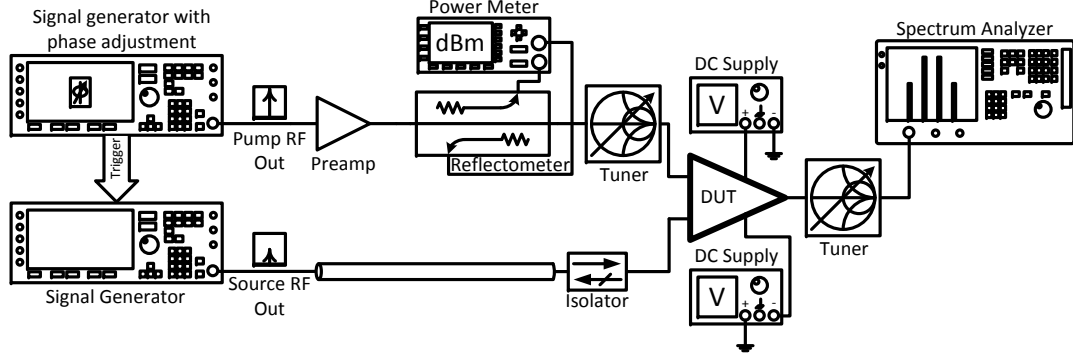 Signal generator with
phase adjustment
ϕ
Trigger
Signal Generator
Pump RF
Out
Source RF
Out
Preamp
Power Meter
dBm
Reflectometer
Tuner
Isolator
DC Supply
V
+ -
DUT
DC Supply
V
+ -
Tuner
Spectrum Analyzer